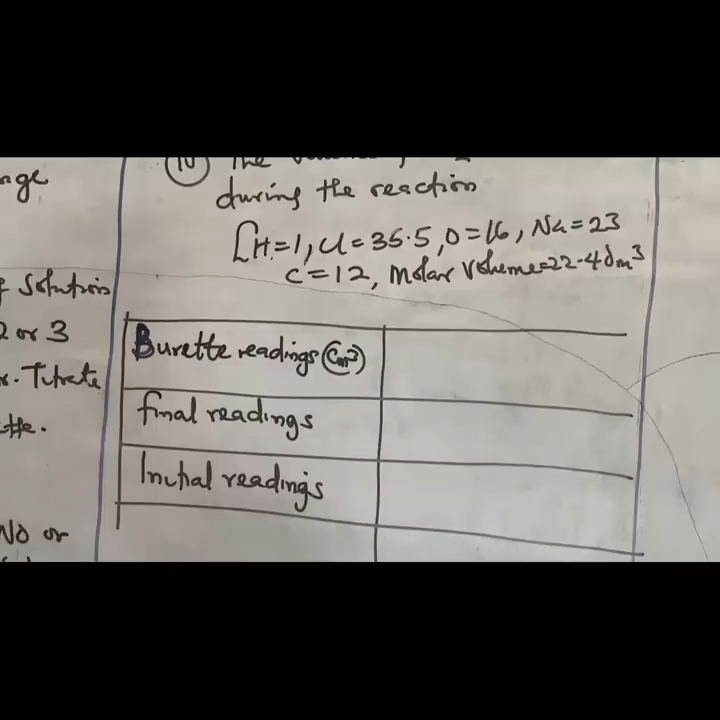 nge
during the reaction
[H=1, Cl=35.5, O=16, Na=23
C=12, Molar Volume=22.4dm³
f Solution
2 or 3
r. Titrate
tte.
No or
Burette readings (cm³)
final readings
Initial readings